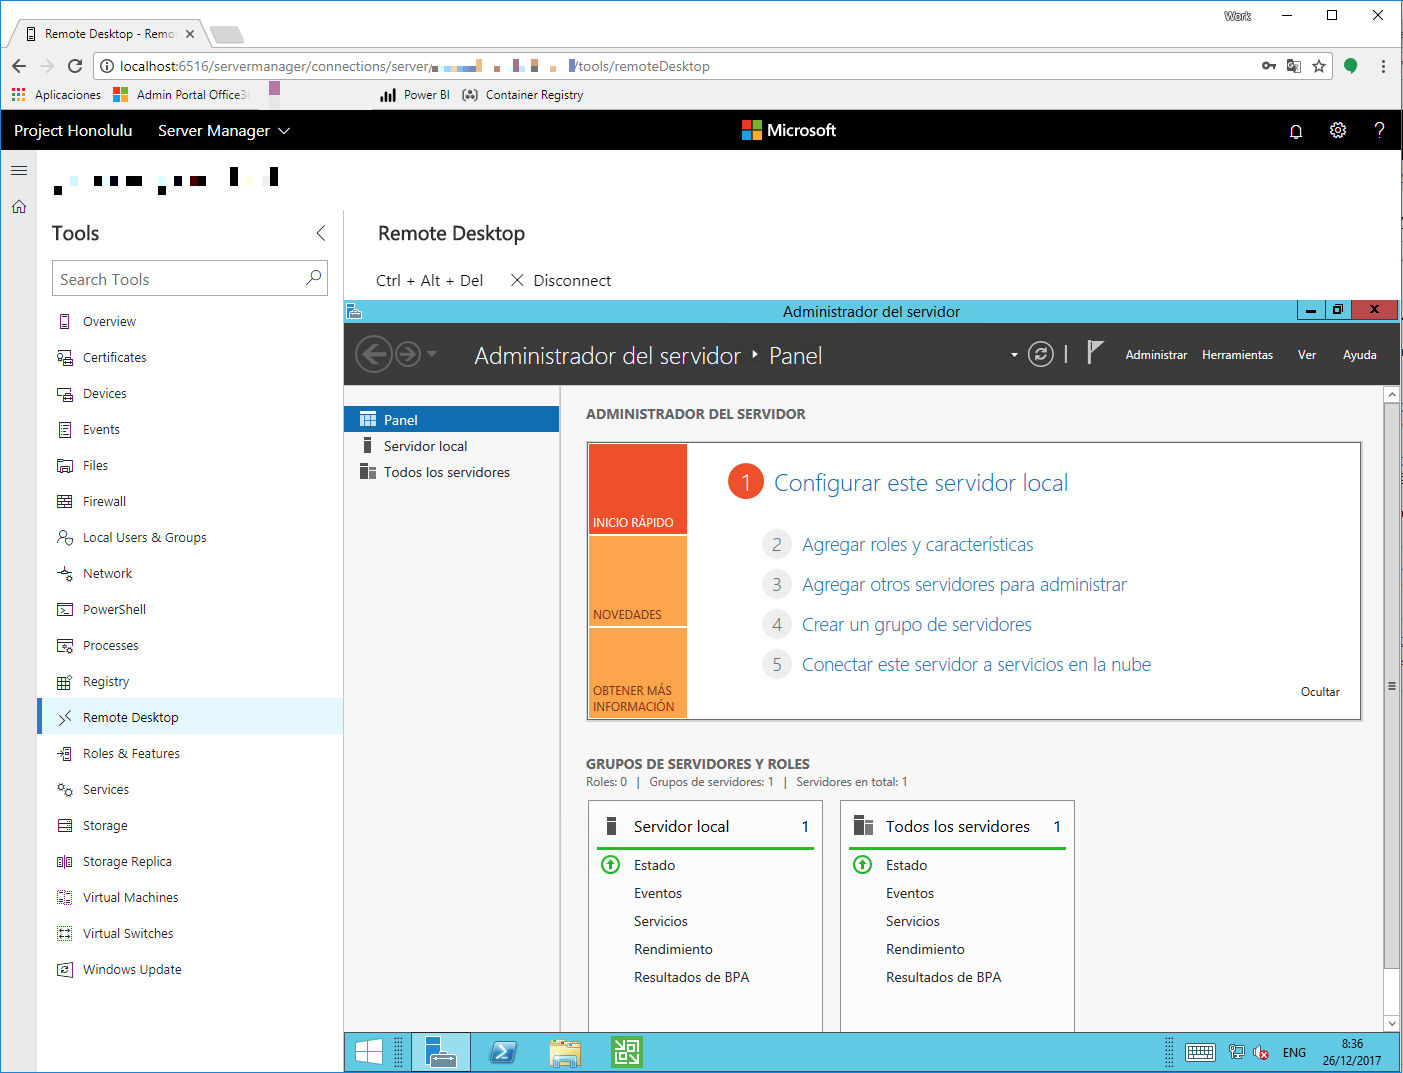 Work
Remote Desktop - Remo
localhost:6516/servermanager/connections/server/
/tools/remoteDesktop
Aplicaciones
Admin Portal Office3
Power BI
Container Registry
Project Honolulu
Server Manager
Microsoft
?
Tools
Remote Desktop
Search Tools
Ctrl + Alt + Del
Disconnect
Overview
Certificates
Devices
Events
Files
Firewall
Local Users & Groups
Network
PowerShell
Processes
Registry
Remote Desktop
Roles & Features
Services
Storage
Storage Replica
Virtual Machines
Virtual Switches
Windows Update
Administrador del servidor
Administrador del servidor
Panel
Administrar
Herramientas
Ver
Ayuda
Panel
Servidor local
Todos los servidores
ADMINISTRADOR DEL SERVIDOR
INICIO RÁPIDO
NOVEDADES
OBTENER MÁS
INFORMACIÓN
1 Configurar este servidor local
2 Agregar roles y características
3 Agregar otros servidores para administrar
4 Crear un grupo de servidores
5 Conectar este servidor a servicios en la nube
Ocultar
GRUPOS DE SERVIDORES Y ROLES
Roles: 0 | Grupos de servidores: 1 | Servidores en total: 1
Servidor local 1
Estado
Eventos
Servicios
Rendimiento
Resultados de BPA
Todos los servidores 1
Estado
Eventos
Servicios
Rendimiento
Resultados de BPA
ENG
8:36
26/12/2017